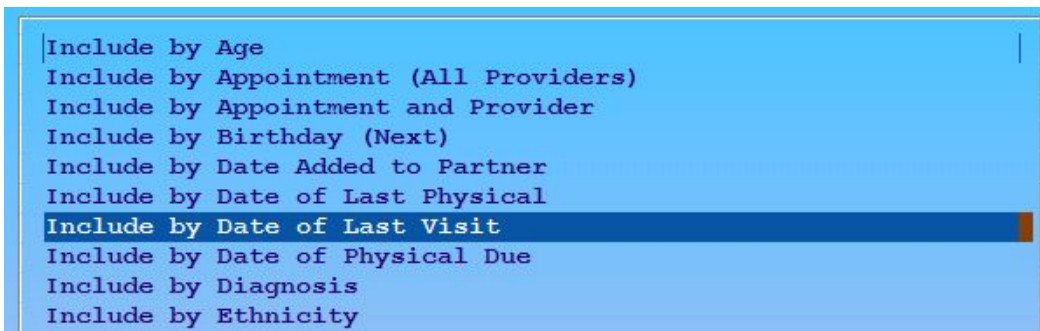 Include by Age
Include by Appointment (All Providers)
Include by Appointment and Provider
Include by Birthday (Next)
Include by Date Added to Partner
Include by Date of Last Physical
Include by Date of Last Visit
Include by Date of Physical Due
Include by Diagnosis
Include by Ethnicity